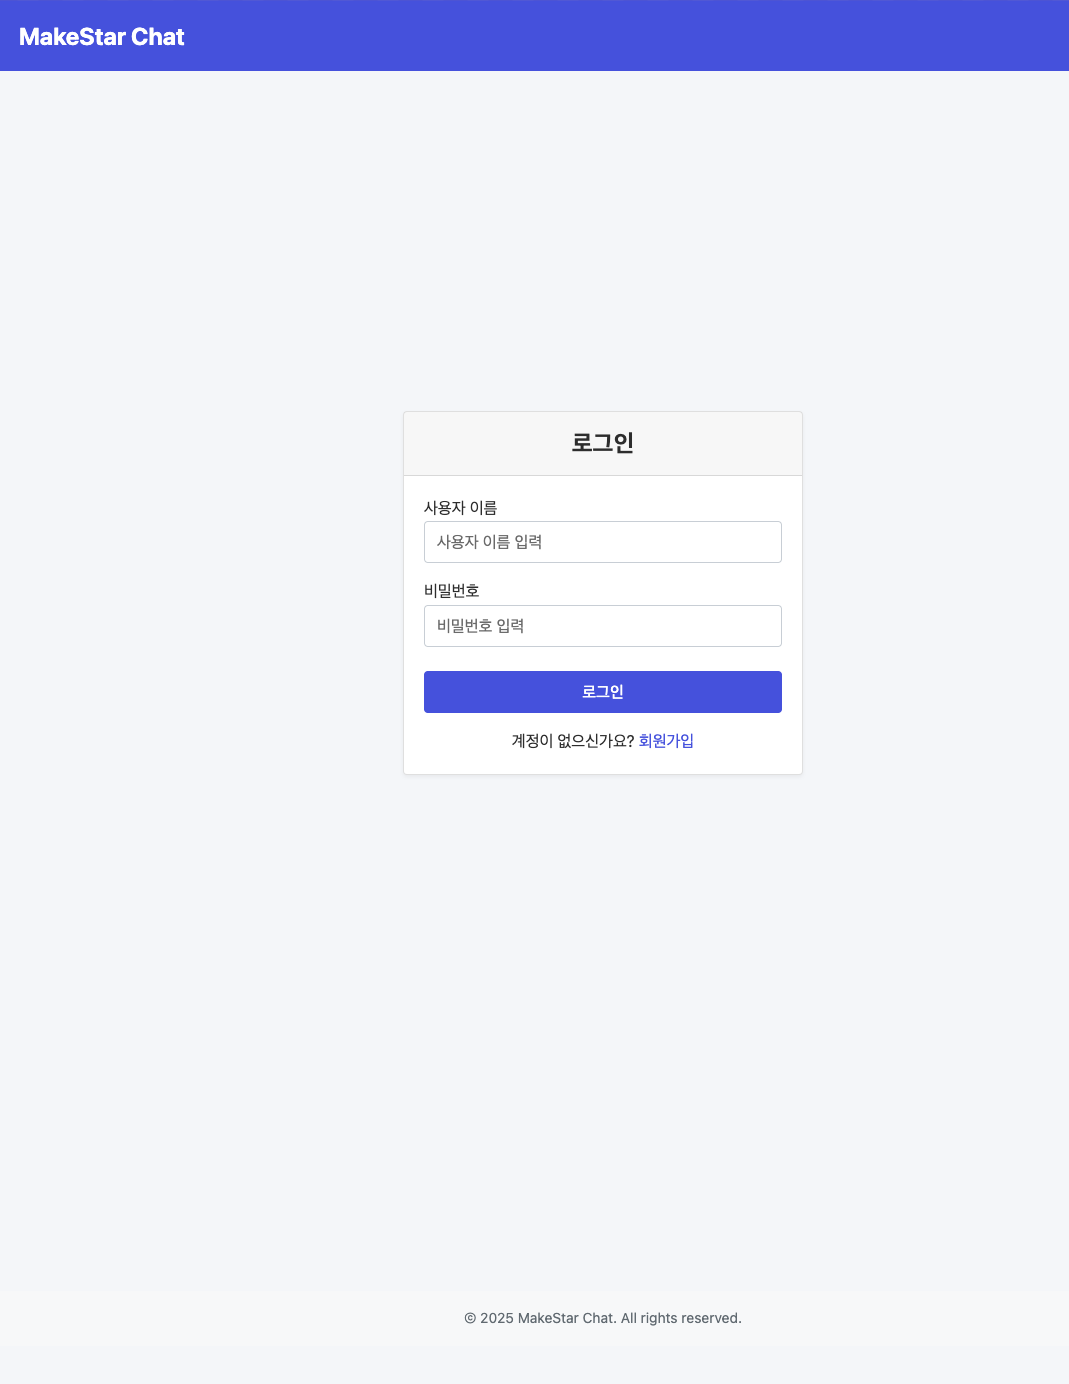 MakeStar Chat
로그인
사용자 이름
사용자 이름 입력
비밀번호
비밀번호 입력
로그인
계정이 없으신가요? 회원가입
© 2025 MakeStar Chat. All rights reserved.